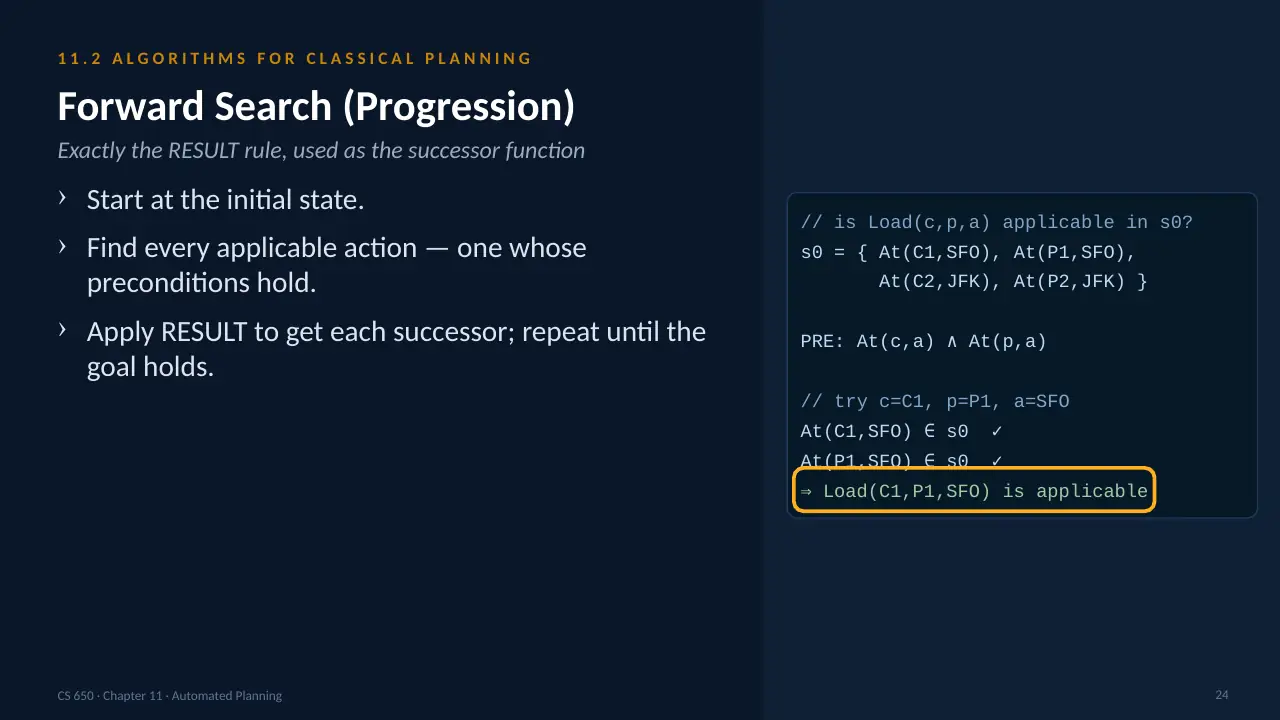 11.2 ALGORITHMS FOR CLASSICAL PLANNING
Forward Search (Progression)
Exactly the RESULT rule, used as the successor function
› Start at the initial state.
› Find every applicable action — one whose
preconditions hold.
› Apply RESULT to get each successor; repeat until the
goal holds.
// is Load(c,p,a) applicable in s0?
s0 = { At(C1,SFO), At(P1,SFO),
At(C2,JFK), At(P2,JFK) }
PRE: At(c,a) ∧ At(p,a)
// try c=C1, p=P1, a=SFO
At(C1,SFO) ∈ s0 ✓
At(P1,SFO) ∈ s0 ✓
⇒ Load(C1,P1,SFO) is applicable
CS 650 · Chapter 11 · Automated Planning
24